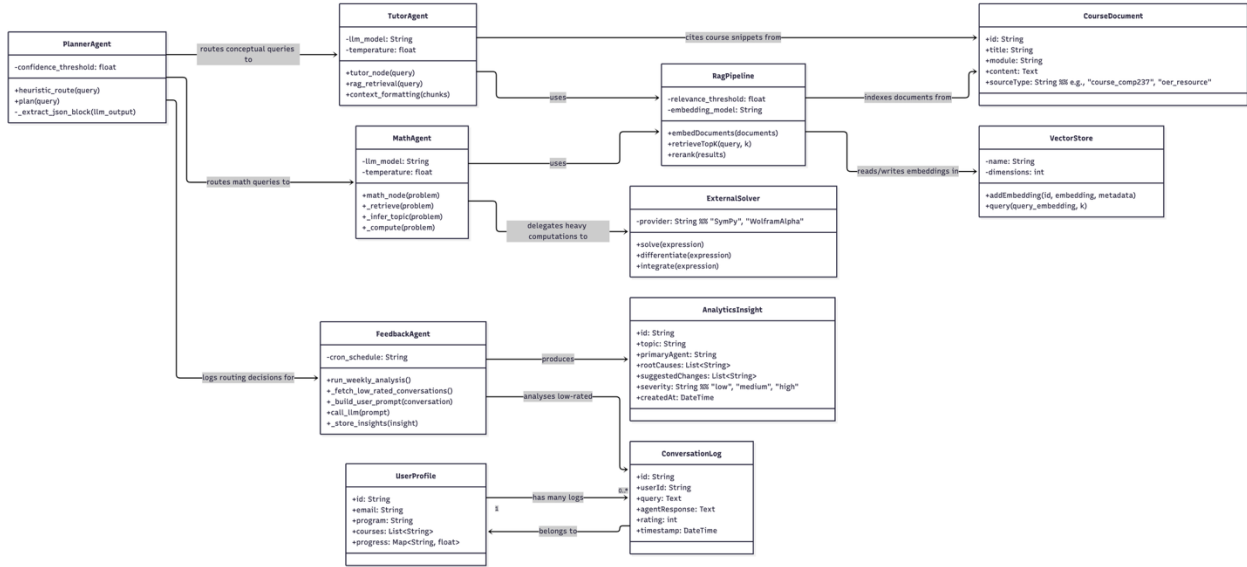 PlannerAgent
-confidence_threshold: float
+heuristic_route(query)
+plan(query)
-_extract_json_block(llm_output)
routes conceptual queries
to
routes math queries to
logs routing decisions for
TutorAgent
-llm_model: String
-temperature: float
+tutor_node(query)
+rag_retrieval(query)
+context_formatting(chunks)
cites course snippets from
uses
MathAgent
-llm_model: String
-temperature: float
+math_node(problem)
+_retrieve(problem)
+_infer_topic(problem)
+_compute(problem)
uses
delegates heavy
computations to
RagPipeline
-relevance_threshold: float
-embedding_model: String
+embedDocuments(documents)
+retrieveTopK(query, k)
+rerank(results)
indexes documents from
reads/writes embeddings in
CourseDocument
+id: String
+title: String
+module: String
+content: Text
+sourceType: String %% e.g., "course_comp237", "oer_resource"
VectorStore
-name: String
-dimensions: int
+addEmbedding(id, embedding, metadata)
+query(query_embedding, k)
ExternalSolver
-provider: String %% "SymPy", "WolframAlpha"
+solve(expression)
+differentiate(expression)
+integrate(expression)
FeedbackAgent
-cron_schedule: String
+run_weekly_analysis()
+_fetch_low_rated_conversations()
+_build_user_prompt(conversation)
+call_llm(prompt)
+_store_insights(insight)
produces
analyses low-rated
AnalyticsInsight
+id: String
+topic: String
+primaryAgent: String
+rootCauses: List<String>
+suggestedChanges: List<String>
+severity: String %% "low", "medium", "high"
+createdAt: DateTime
UserProfile
+id: String
+email: String
+program: String
+courses: List<String>
+progress: Map<String, float>
has many logs
0..*
belongs to
ConversationLog
+id: String
+userId: String
+query: Text
+agentResponse: Text
+rating: int
+timestamp: DateTime